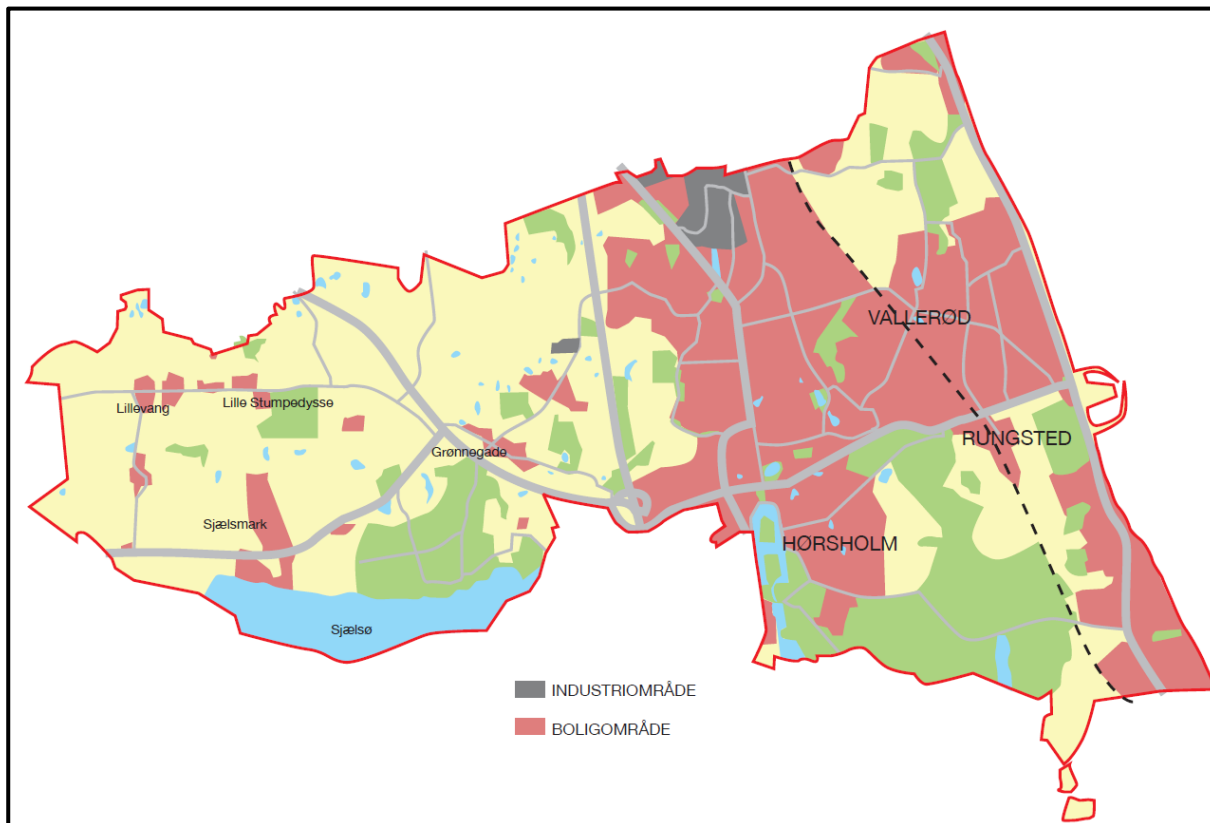 VALLERØD
Lillevang
Lille Stumpedysse
RUNGSTED
Grønnegade
Sjælsmark
HØRSHOLM
Sjælsø
INDUSTRIOMRÅDE
BOLIGOMRÅDE